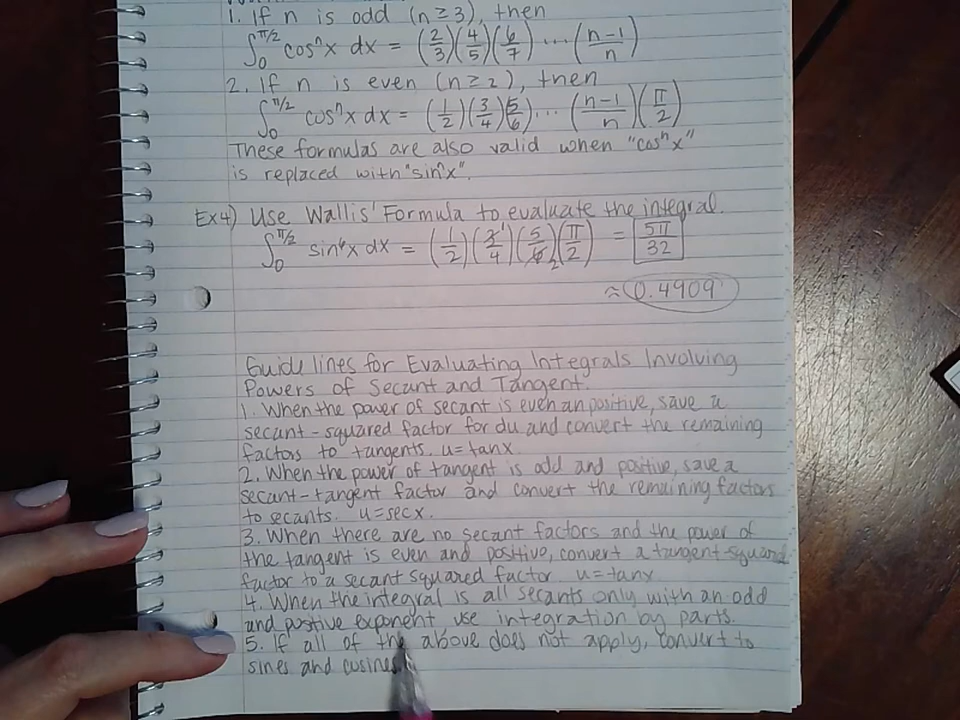 1. If n is odd (n ≥ 3), then
∫₀^π/2 cosⁿx dx = (2/3)(4/5)(6/7)...(n-1/n)
2. If n is even (n ≥ 2), then
∫₀^π/2 cosⁿx dx = (1/2)(3/4)(5/6)...(n-1/n)(π/2)
These formulas are also valid when "cosⁿx"
is replaced with "sinⁿx".
Ex4) Use Wallis' Formula to evaluate the integral.
∫₀^π/2 sin⁶x dx = (1/2)(3/4)(5/6)(π/2) = 5π/32
≈ 0.4909
Guidelines for Evaluating Integrals Involving
Powers of Secant and Tangent.
1. When the power of secant is even an positive, save a
secant-squared factor for du and convert the remaining
factors to tangents. u=tanx
2. When the power of tangent is odd and positive, save a
secant-tangent factor and convert the remaining factors
to secants. u=secx.
3. When there are no secant factors and the power of
the tangent is even and positive, convert a tangent-squared
factor to a secant squared factor. u=tanx
4. When the integral is all secants only with an odd
and positive exponent use integration by parts.
5. If all of the above does not apply, convert to
sines and cosines